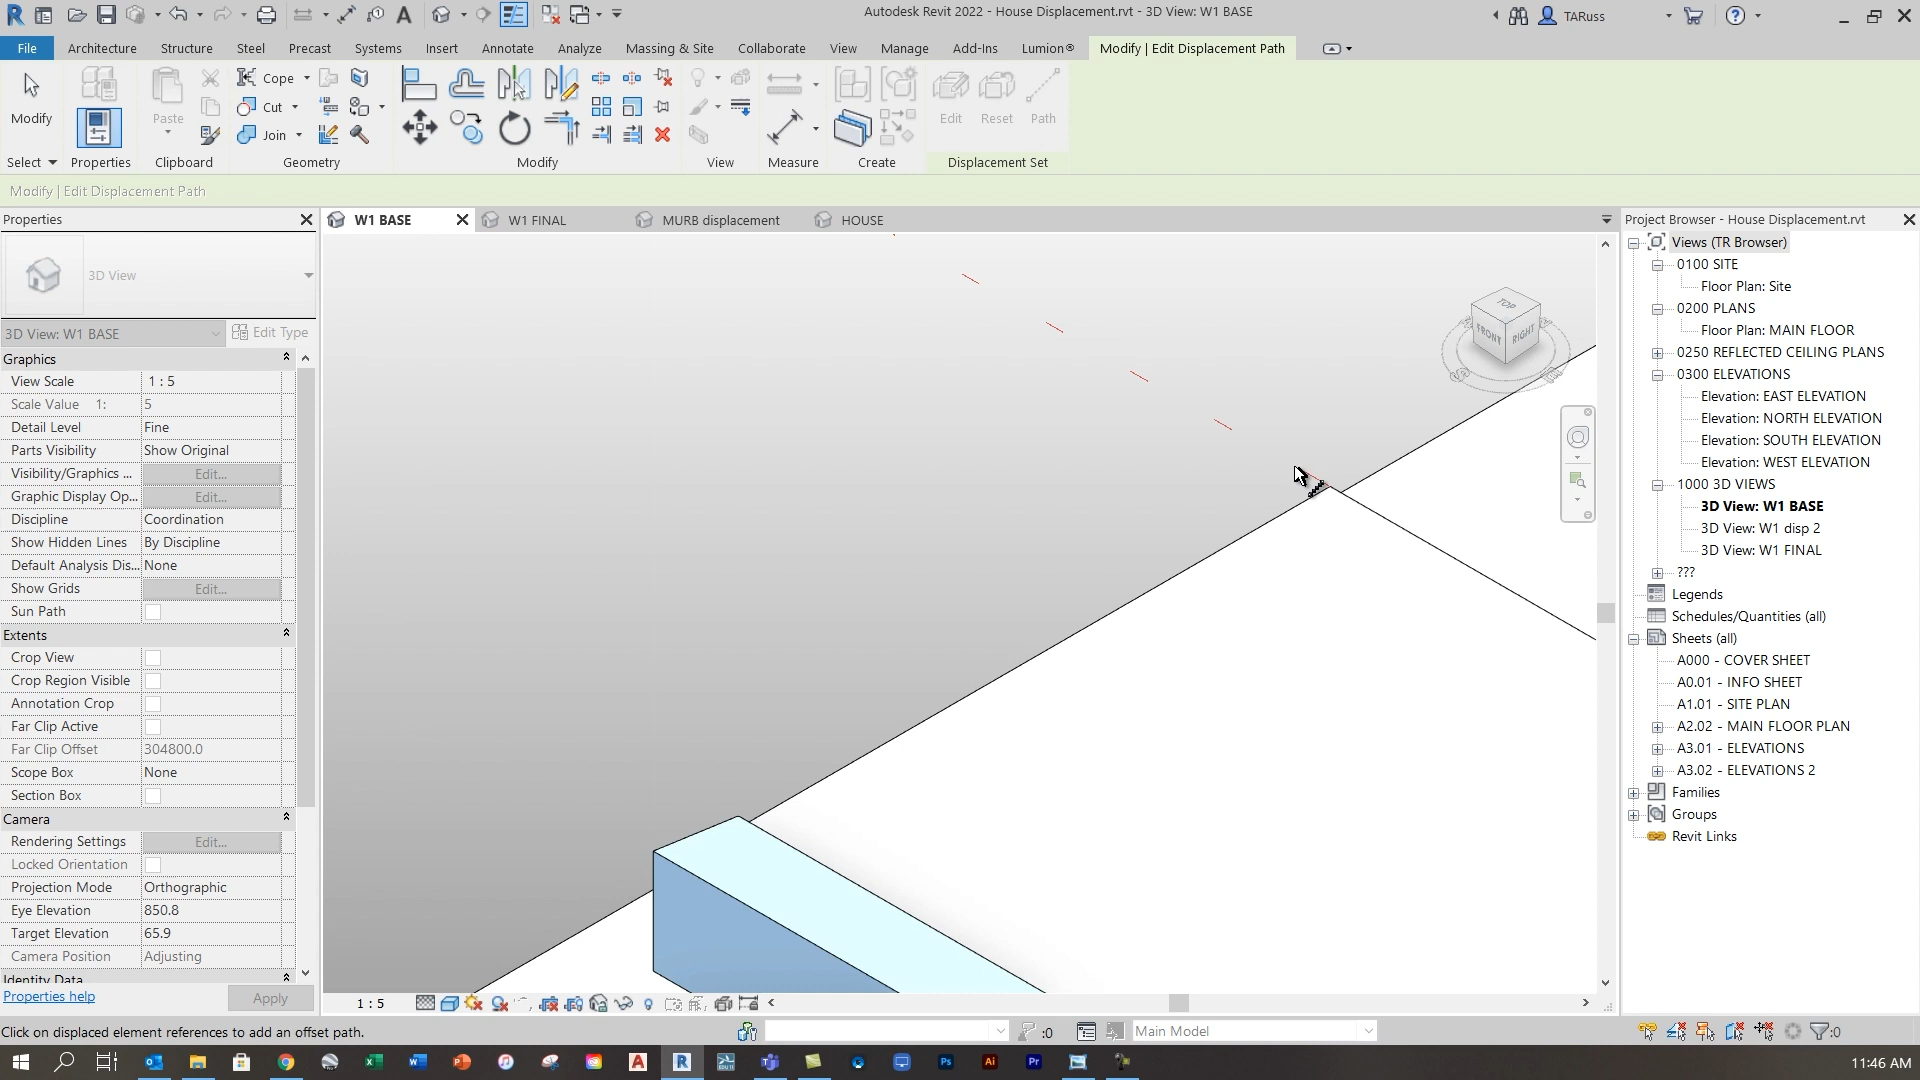 Autodesk Revit 2022 - House Displacement.rvt - 3D View: W1 BASE
TARuss
File
Architecture
Structure
Steel
Precast
Systems
Insert
Annotate
Analyze
Massing & Site
Collaborate
View
Manage
Add-Ins
Lumion®
Modify | Edit Displacement Path
Modify
Paste
Cope
Cut
Join
Edit
Reset
Path
Select
Properties
Clipboard
Geometry
Modify
View
Measure
Create
Displacement Set
Modify | Edit Displacement Path
Properties
W1 BASE
W1 FINAL
MURB displacement
HOUSE
3D View
3D View: W1 BASE
Edit Type
Graphics
View Scale 1 : 5
Scale Value 1: 5
Detail Level Fine
Parts Visibility Show Original
Visibility/Graphics ... Edit...
Graphic Display Op... Edit...
Discipline Coordination
Show Hidden Lines By Discipline
Default Analysis Dis... None
Show Grids Edit...
Sun Path
Extents
Crop View
Crop Region Visible
Annotation Crop
Far Clip Active
Far Clip Offset 304800.0
Scope Box None
Section Box
Camera
Rendering Settings Edit...
Locked Orientation
Projection Mode Orthographic
Eye Elevation 850.8
Target Elevation 65.9
Camera Position Adjusting
Identity Data
Properties help
Apply
TOP
FRONT
RIGHT
Project Browser - House Displacement.rvt
Views (TR Browser)
0100 SITE
Floor Plan: Site
0200 PLANS
Floor Plan: MAIN FLOOR
0250 REFLECTED CEILING PLANS
0300 ELEVATIONS
Elevation: EAST ELEVATION
Elevation: NORTH ELEVATION
Elevation: SOUTH ELEVATION
Elevation: WEST ELEVATION
1000 3D VIEWS
3D View: W1 BASE
3D View: W1 disp 2
3D View: W1 FINAL
???
Legends
Schedules/Quantities (all)
Sheets (all)
A000 - COVER SHEET
A0.01 - INFO SHEET
A1.01 - SITE PLAN
A2.02 - MAIN FLOOR PLAN
A3.01 - ELEVATIONS
A3.02 - ELEVATIONS 2
Families
Groups
Revit Links
1 : 5
Click on displaced element references to add an offset path.
:0
Main Model
:0
11:46 AM